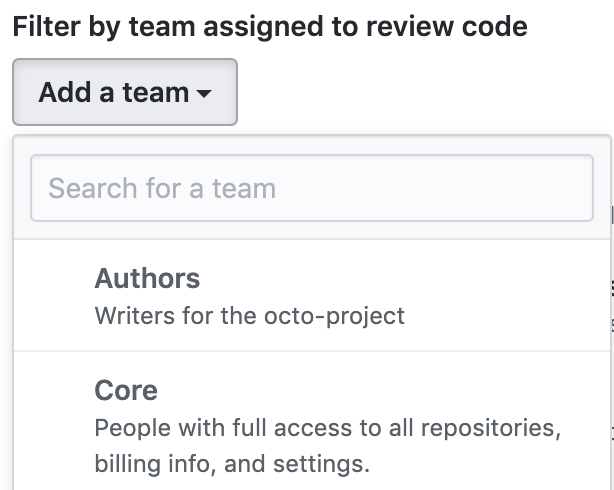 Filter by team assigned to review code
Add a team
Search for a team
Authors
Writers for the octo-project
Core
People with full access to all repositories,
billing info, and settings.